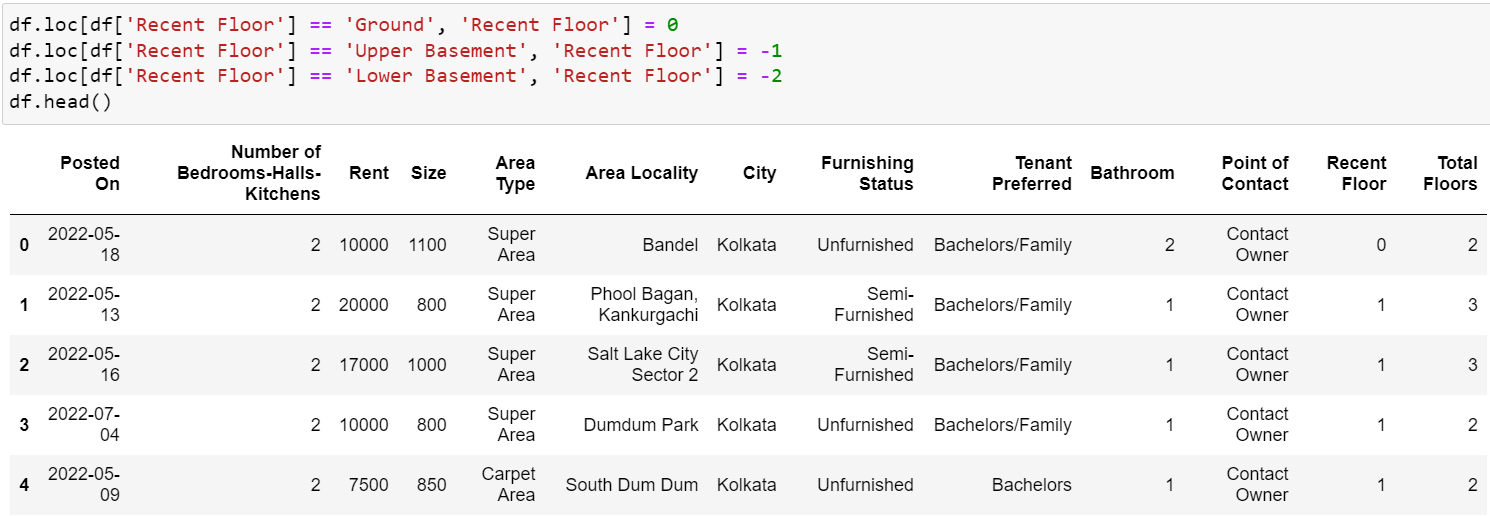 df.loc[df['Recent Floor'] == 'Ground', 'Recent Floor'] = 0
df.loc[df['Recent Floor'] == 'Upper Basement', 'Recent Floor'] = -1
df.loc[df['Recent Floor'] == 'Lower Basement', 'Recent Floor'] = -2
df.head()
Posted On Number of Bedrooms-Halls-Kitchens Rent Size Area Type Area Locality City Furnishing Status Tenant Preferred Bathroom Point of Contact Recent Floor Total Floors
0 2022-05-18 2 10000 1100 Super Area Bandel Kolkata Unfurnished Bachelors/Family 2 Contact Owner 0 2
1 2022-05-13 2 20000 800 Super Area Phool Bagan, Kankurgachi Kolkata Semi-Furnished Bachelors/Family 1 Contact Owner 1 3
2 2022-05-16 2 17000 1000 Super Area Salt Lake City Sector 2 Kolkata Semi-Furnished Bachelors/Family 1 Contact Owner 1 3
3 2022-07-04 2 10000 800 Super Area Dumdum Park Kolkata Unfurnished Bachelors/Family 1 Contact Owner 1 2
4 2022-05-09 2 7500 850 Carpet Area South Dum Dum Kolkata Unfurnished Bachelors 1 Contact Owner 1 2